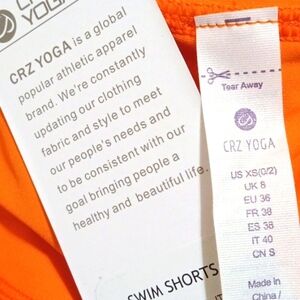 YOGA
CRZ YOGA is a global
popular athletic apparel
brand. We're constantly
updating our clothing
fabric and style to meet
our people's needs and
to be consistent with our
goal bringing people a
healthy and beautiful life.
SWIM SHORTS
Tear Away
CRZ YOGA
US XS(0/2)
UK 8
EU 36
FR 38
ES 38
IT 40
CN S
Made in
China /